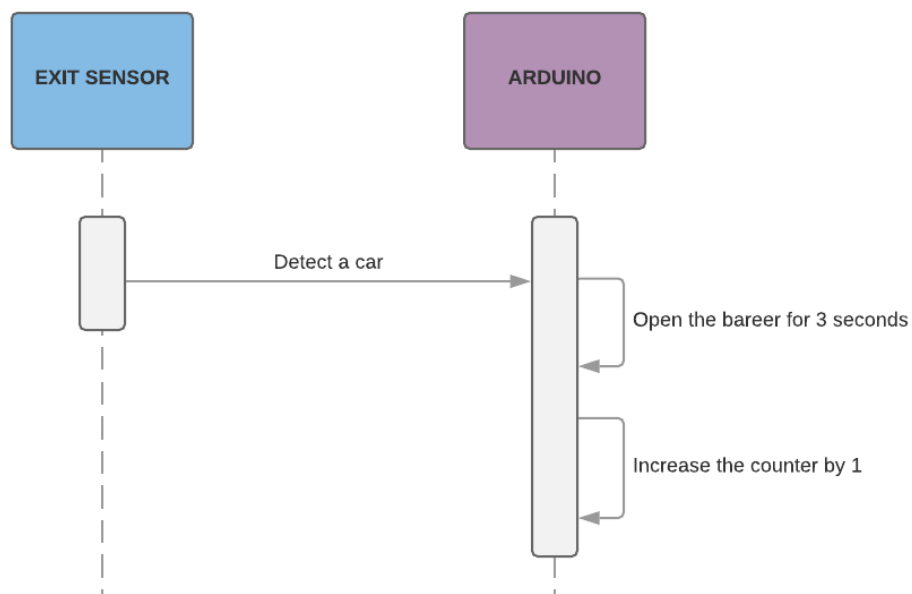 EXIT SENSOR
ARDUINO
Detect a car
Open the bareer for 3 seconds
Increase the counter by 1